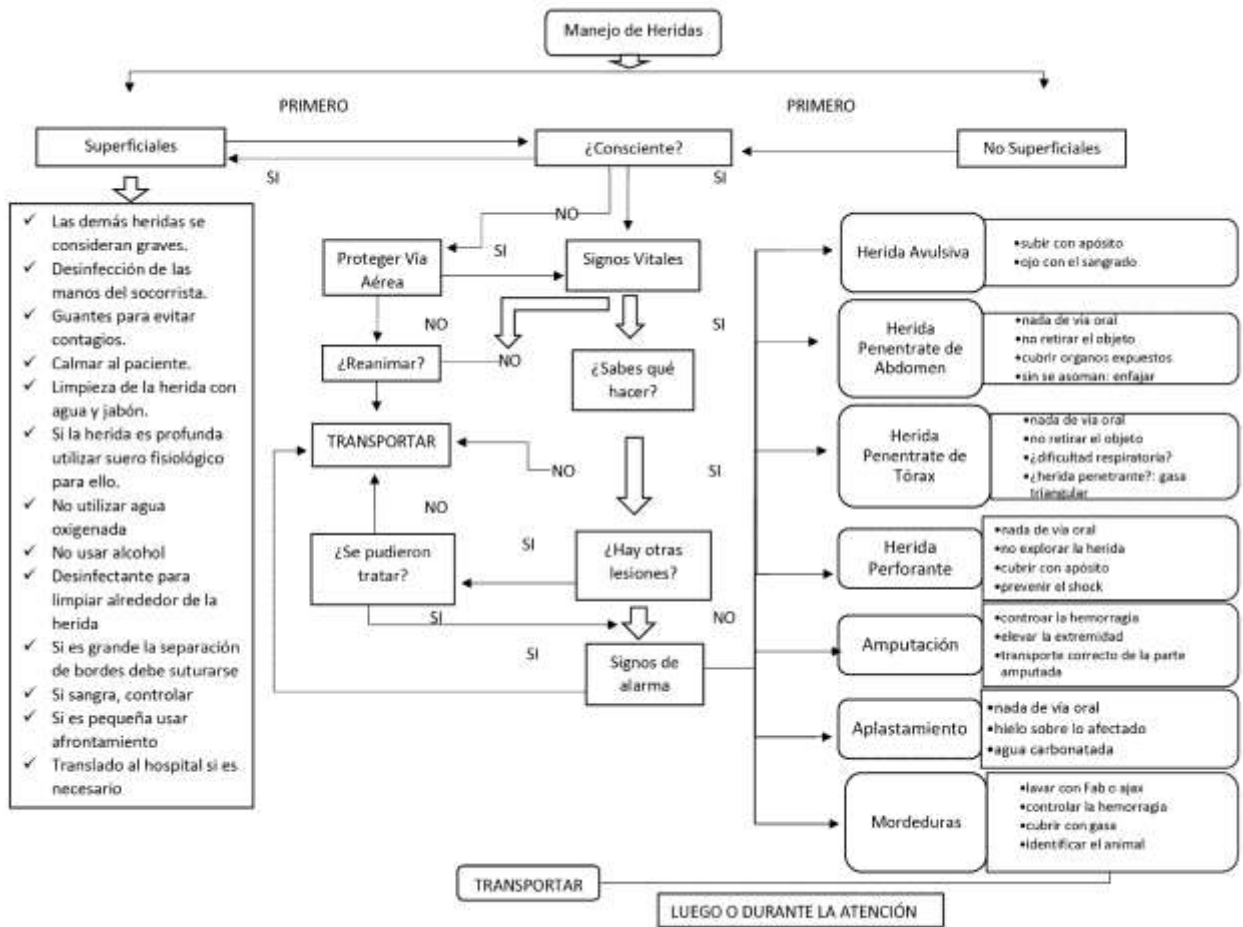 Manejo de Heridas
PRIMERO
PRIMERO
Superficiales
¿Consciente?
No Superficiales
SI
SI
✓ Las demás heridas se
consideran graves.
✓ Desinfección de las
manos del socorrista.
✓ Guantes para evitar
contagios.
✓ Calmar al paciente.
✓ Limpieza de la herida con
agua y jabón.
✓ Si la herida es profunda
utilizar suero fisiológico
para ello.
✓ No utilizar agua
oxigenada
✓ No usar alcohol
✓ Desinfectante para
limpiar alrededor de la
herida
✓ Si es grande la separación
de bordes debe suturarse
✓ Si sangra, controlar
✓ Si es pequeña usar
afrontamiento
✓ Translado al hospital si es
necesario
NO
Proteger Vía
Aérea
SI
Signos Vitales
NO
SI
¿Reanimar?
NO
¿Sabes qué
hacer?
TRANSPORTAR
NO
SI
NO
¿Se pudieron
tratar?
SI
¿Hay otras
lesiones?
SI
NO
SI
Signos de
alarma
Herida Avulsiva
•subir con apósito
•ojo con el sangrado
Herida
Penentrate de
Abdomen
•nada de vía oral
•no retirar el objeto
•cubrir organos expuestos
•sin se asoman: enfajar
Herida
Penentrate de
Tórax
•nada de vía oral
•no retirar el objeto
•¿dificultad respiratoria?
•¿herida penetrante?: gasa
triangular
Herida
Perforante
•nada de vía oral
•no explorar la herida
•cubrir con apósito
•prevenir el shock
Amputación
•controar la hemorragia
•elevar la extremidad
•transporte correcto de la parte
amputada
Aplastamiento
•nada de vía oral
•hielo sobre lo afectado
•agua carbonatada
Mordeduras
•lavar con Fab o ajax
•controlar la hemorragia
•cubrir con gasa
•identificar el animal
TRANSPORTAR
LUEGO O DURANTE LA ATENCIÓN